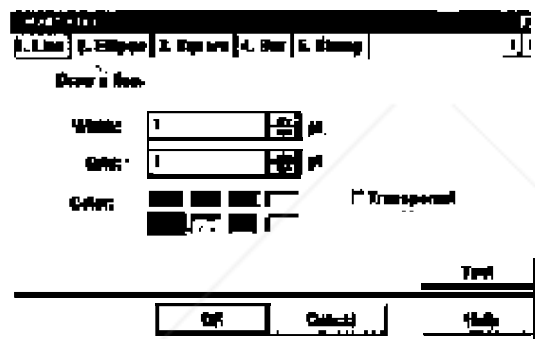 1. Line 2. Ellipse 3. Square 4. Bar 5. Stamp
Draw a line.
Width: 1 pt.
1 pt
Color: Transparent
Test
OK Cancel Help